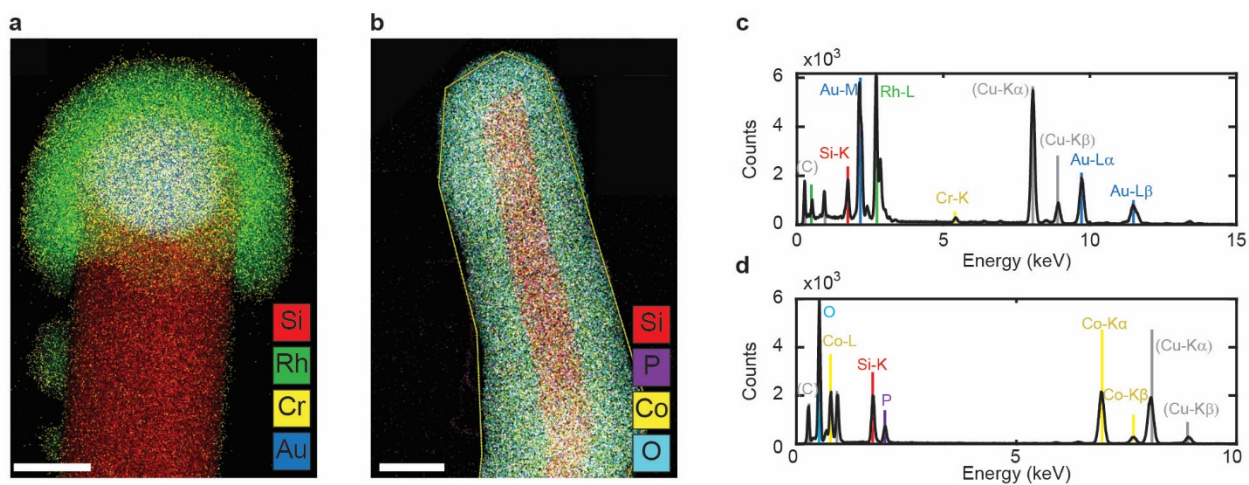 a
Si
Rh
Cr
Au
b
Si
P
Co
O
c
x10³
6
4
2
0
Counts
(C)
Si-K
Au-M
Rh-L
Cr-K
(Cu-Kα)
(Cu-Kβ)
Au-Lα
Au-Lβ
0 5 10 15
Energy (keV)
d
x10³
6
4
2
0
Counts
(C)
O
Co-L
Si-K
P
Co-Kα
Co-Kβ
(Cu-Kα)
(Cu-Kβ)
0 5 10
Energy (keV)